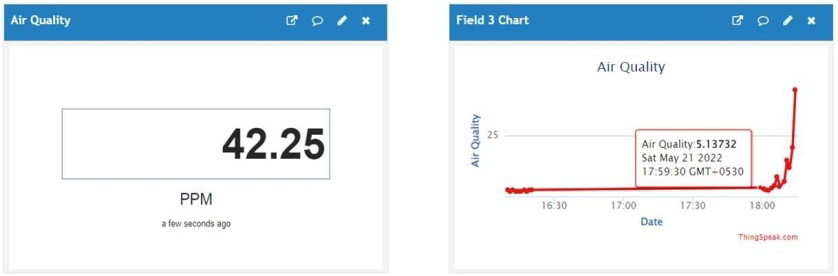 Air Quality
42.25
PPM
a few seconds ago
Field 3 Chart
Air Quality
Air Quality
25
Air Quality:5.13732
Sat May 21 2022
17:59:30 GMT+0530
16:30 17:00 17:30 18:00
Date
ThingSpeak.com